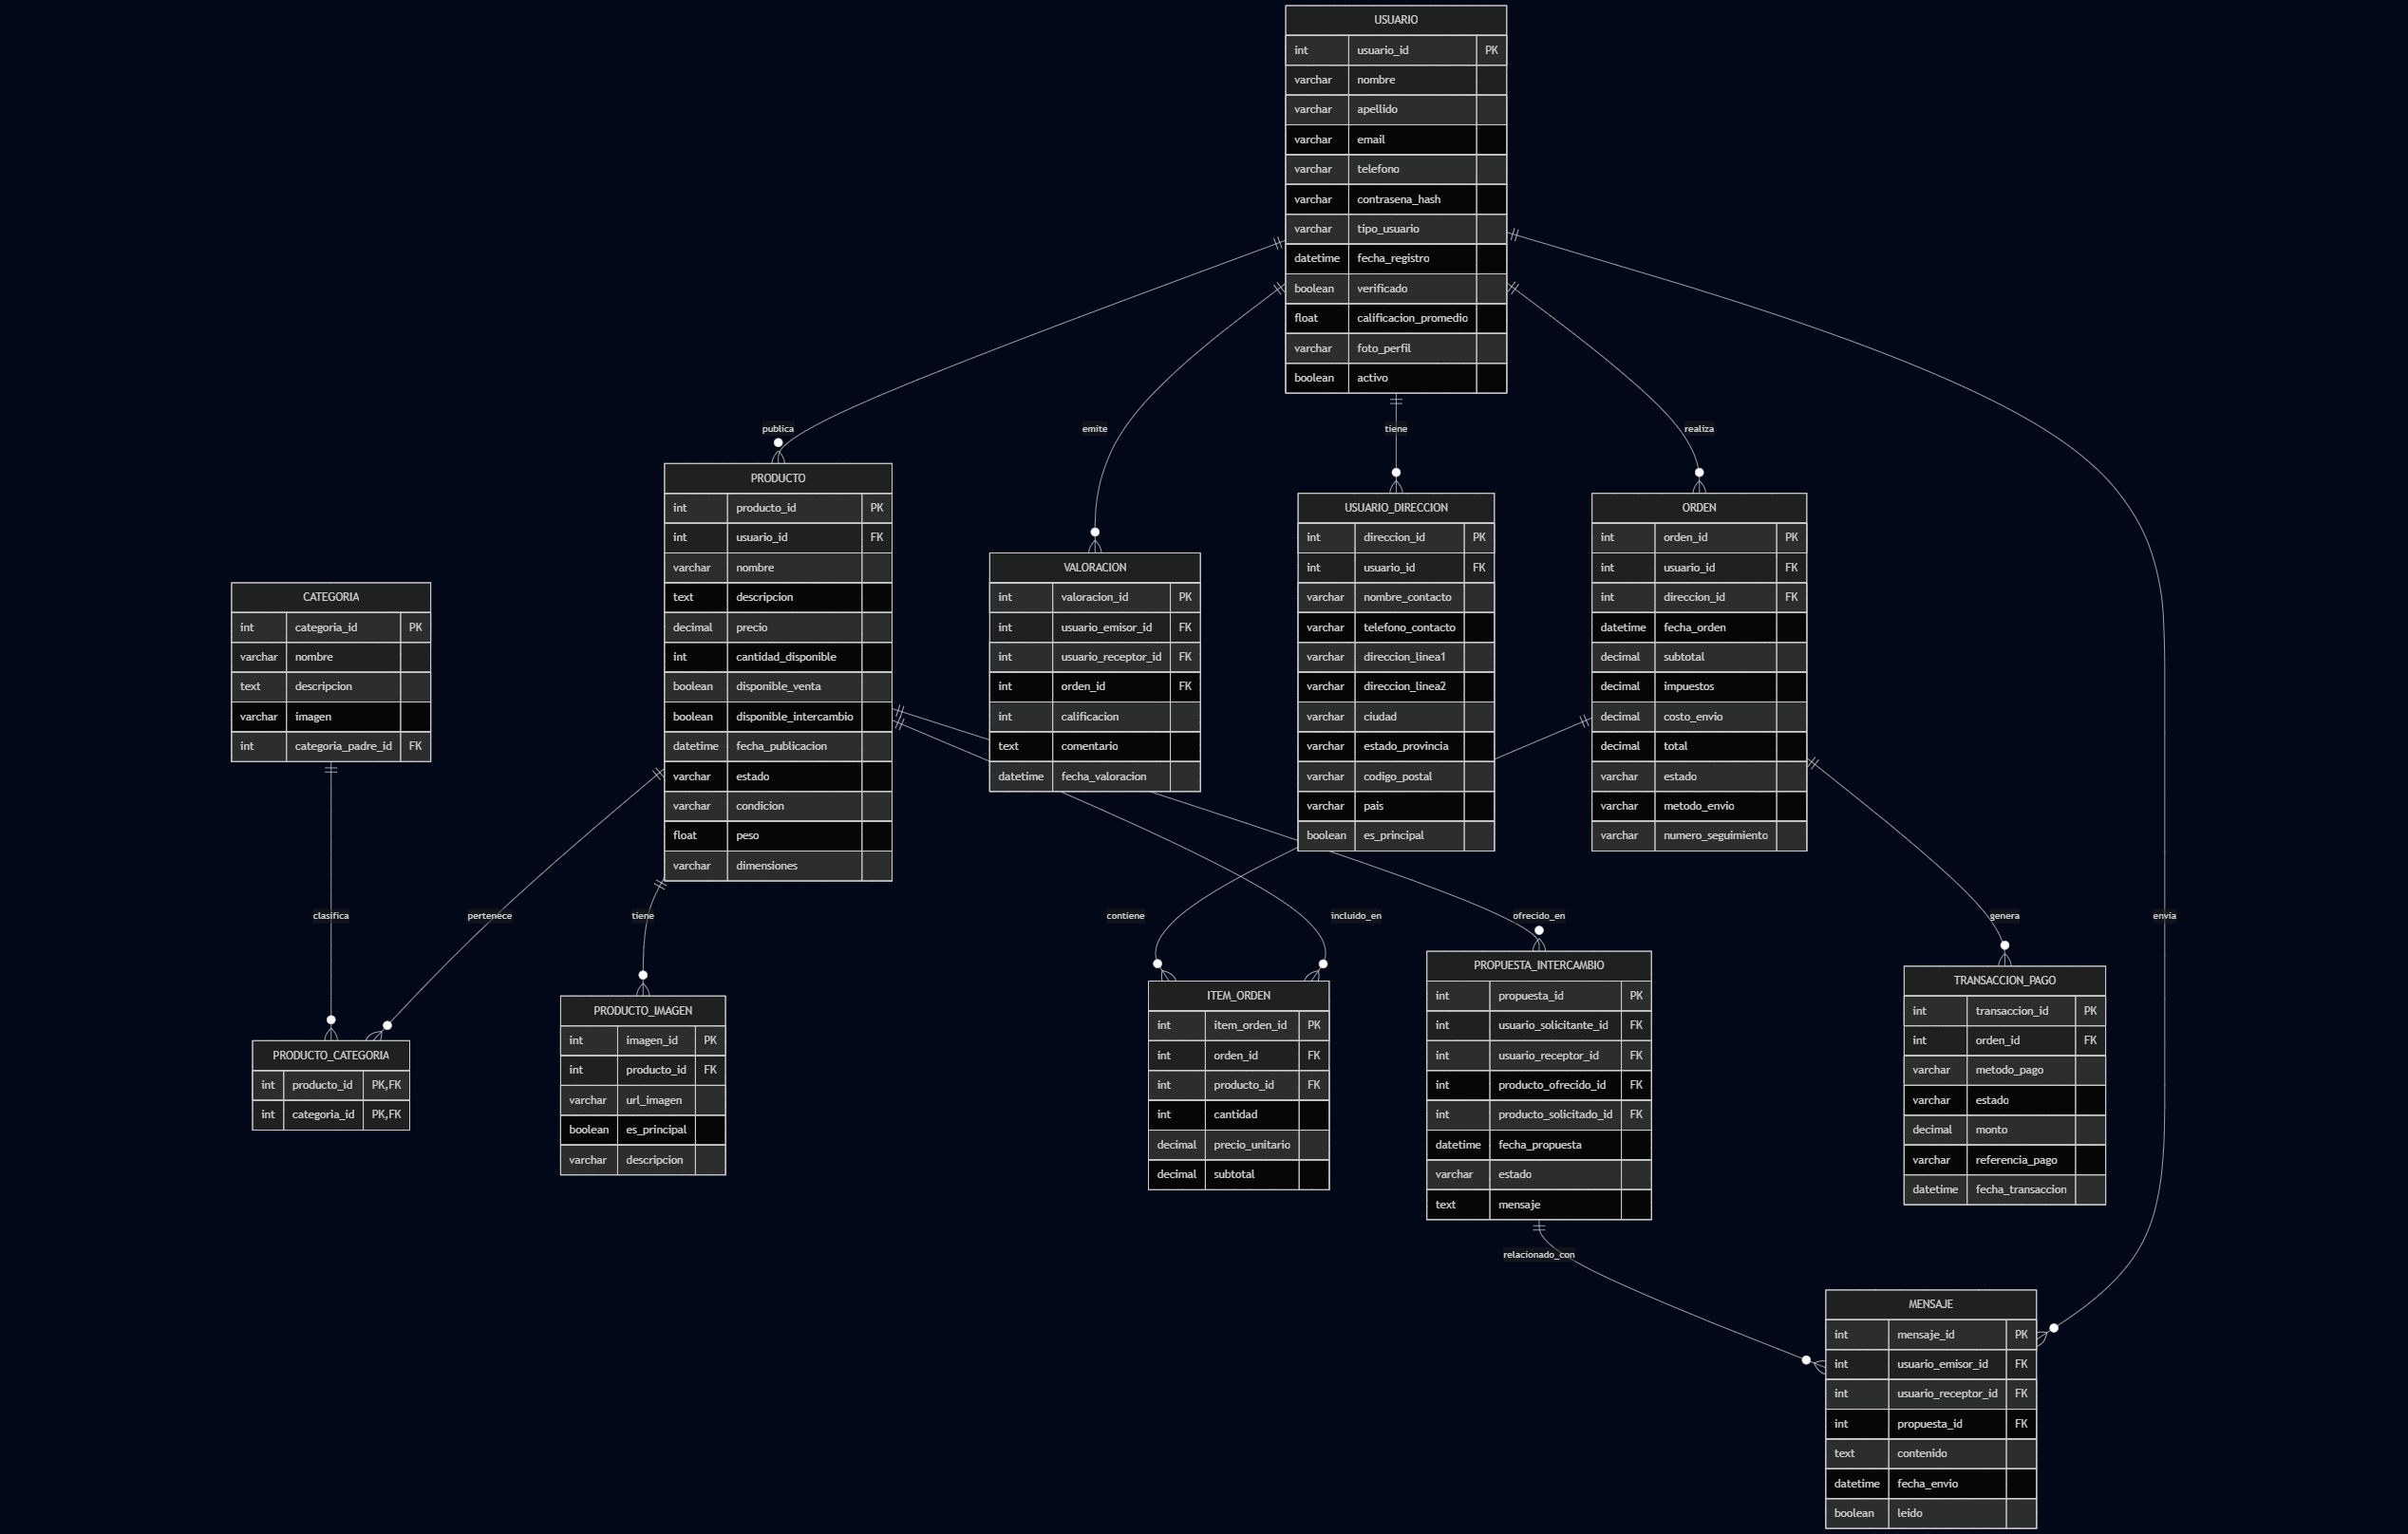 USUARIO
int usuario_id PK
varchar nombre
varchar apellido
varchar email
varchar telefono
varchar contrasena_hash
varchar tipo_usuario
datetime fecha_registro
boolean verificado
float calificacion_promedio
varchar foto_perfil
boolean activo
publica
emite
tiene
realiza
PRODUCTO
int producto_id PK
int usuario_id FK
varchar nombre
text descripcion
decimal precio
int cantidad_disponible
boolean disponible_venta
boolean disponible_intercambio
datetime fecha_publicacion
varchar estado
varchar condicion
float peso
varchar dimensiones
VALORACION
int valoracion_id PK
int usuario_emisor_id FK
int usuario_receptor_id FK
int orden_id FK
int calificacion
text comentario
datetime fecha_valoracion
USUARIO_DIRECCION
int direccion_id PK
int usuario_id FK
varchar nombre_contacto
varchar telefono_contacto
varchar direccion_linea1
varchar direccion_linea2
varchar ciudad
varchar estado_provincia
varchar codigo_postal
varchar pais
boolean es_principal
ORDEN
int orden_id PK
int usuario_id FK
int direccion_id FK
datetime fecha_orden
decimal subtotal
decimal impuestos
decimal costo_envio
decimal total
varchar estado
varchar metodo_envio
varchar numero_seguimiento
CATEGORIA
int categoria_id PK
varchar nombre
text descripcion
varchar imagen
int categoria_padre_id FK
clasifica
pertenece
tiene
contiene
incluido_en
ofrecido_en
genera
envia
PRODUCTO_CATEGORIA
int producto_id PK,FK
int categoria_id PK,FK
PRODUCTO_IMAGEN
int imagen_id PK
int producto_id FK
varchar url_imagen
boolean es_principal
varchar descripcion
ITEM_ORDEN
int item_orden_id PK
int orden_id FK
int producto_id FK
int cantidad
decimal precio_unitario
decimal subtotal
PROPUESTA_INTERCAMBIO
int propuesta_id PK
int usuario_solicitante_id FK
int usuario_receptor_id FK
int producto_ofrecido_id FK
int producto_solicitado_id FK
datetime fecha_propuesta
varchar estado
text mensaje
TRANSACCION_PAGO
int transaccion_id PK
int orden_id FK
varchar metodo_pago
varchar estado
decimal monto
varchar referencia_pago
datetime fecha_transaccion
relacionado_con
MENSAJE
int mensaje_id PK
int usuario_emisor_id FK
int usuario_receptor_id FK
int propuesta_id FK
text contenido
datetime fecha_envio
boolean leido